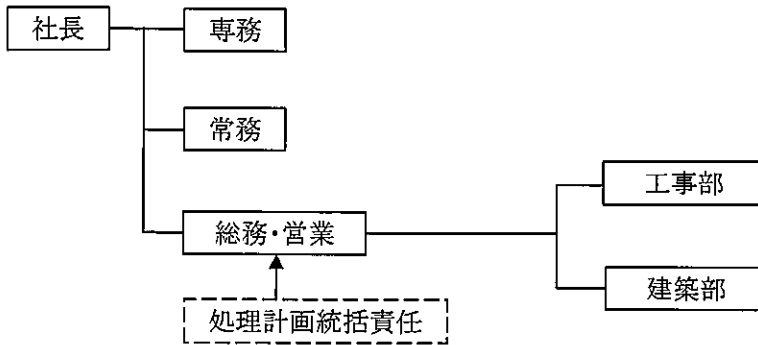 社長
専務
常務
総務・営業
工事部
建築部
処理計画統括責任